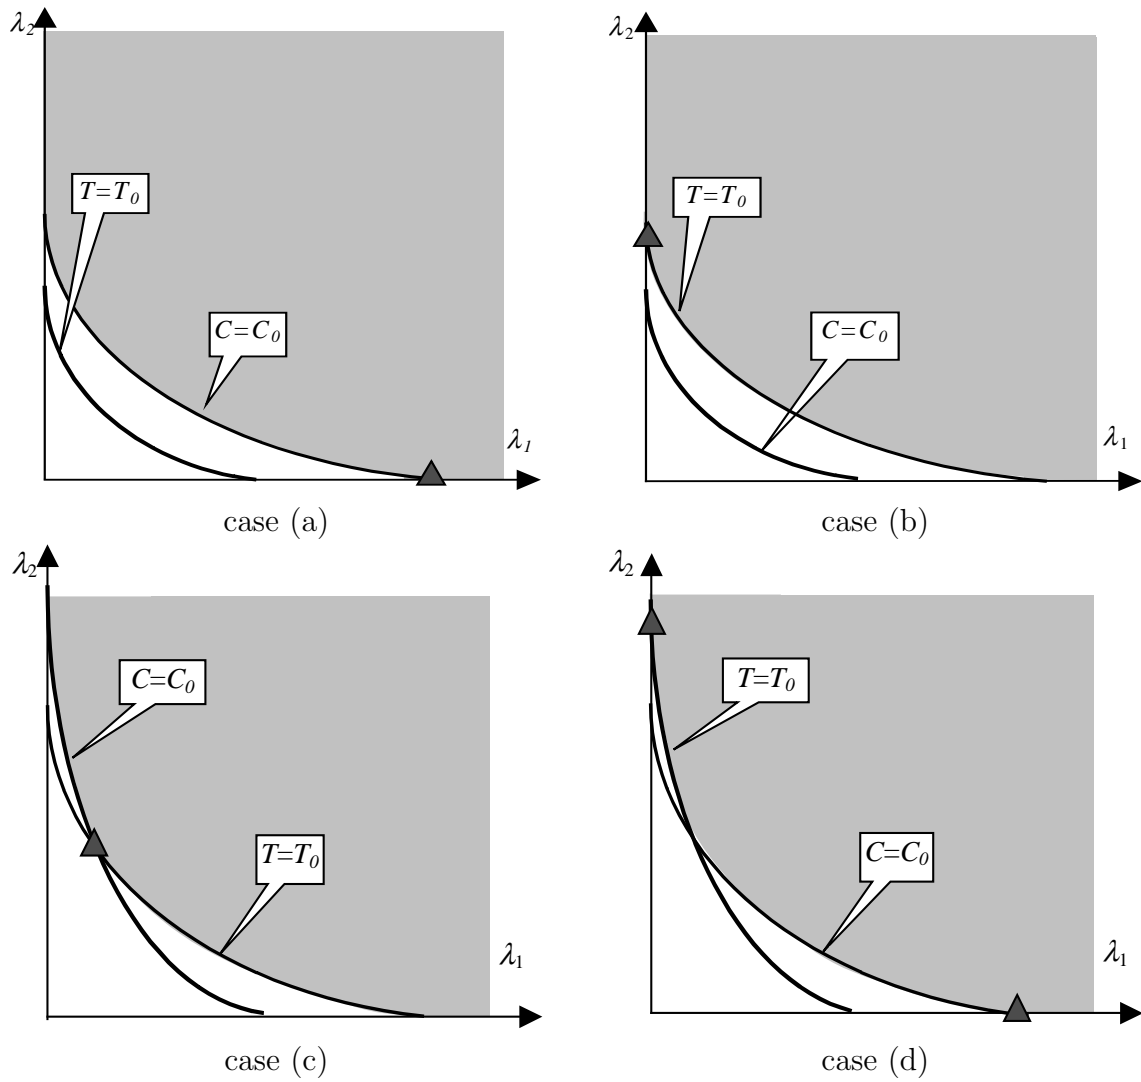 λ2
T=T0
C=C0
λ1
case (a)
λ2
T=T0
C=C0
λ1
case (b)
λ2
C=C0
T=T0
λ1
case (c)
λ2
T=T0
C=C0
λ1
case (d)